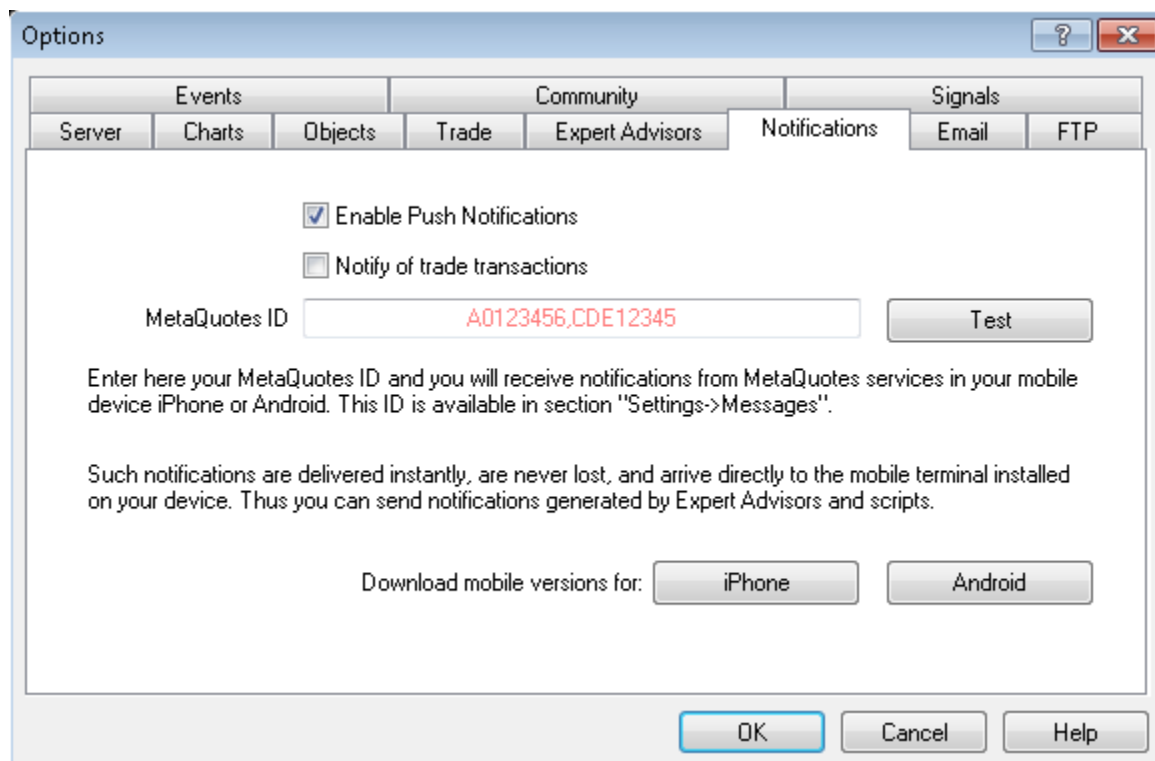 Options
Events Community Signals
Server Charts Objects Trade Expert Advisors Notifications Email FTP
Enable Push Notifications
Notify of trade transactions
MetaQuotes ID A0123456,CDE12345 Test
Enter here your MetaQuotes ID and you will receive notifications from MetaQuotes services in your mobile
device iPhone or Android. This ID is available in section "Settings->Messages".
Such notifications are delivered instantly, are never lost, and arrive directly to the mobile terminal installed
on your device. Thus you can send notifications generated by Expert Advisors and scripts.
Download mobile versions for: iPhone Android
OK Cancel Help